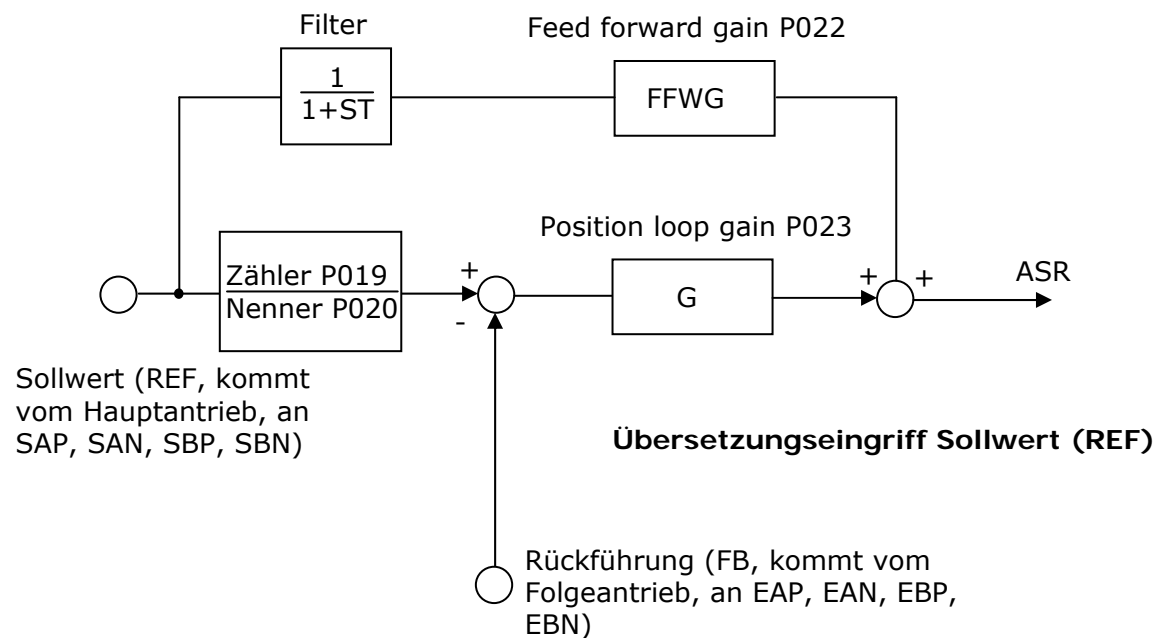 Filter
Feed forward gain P022
1
1+ST
FFWG
Position loop gain P023
Zähler P019
Nenner P020
+
-
G
+
+
ASR
Sollwert (REF, kommt
vom Hauptantrieb, an
SAP, SAN, SBP, SBN)
Übersetzungseingriff Sollwert (REF)
Rückführung (FB, kommt vom
Folgeantrieb, an EAP, EAN, EBP,
EBN)